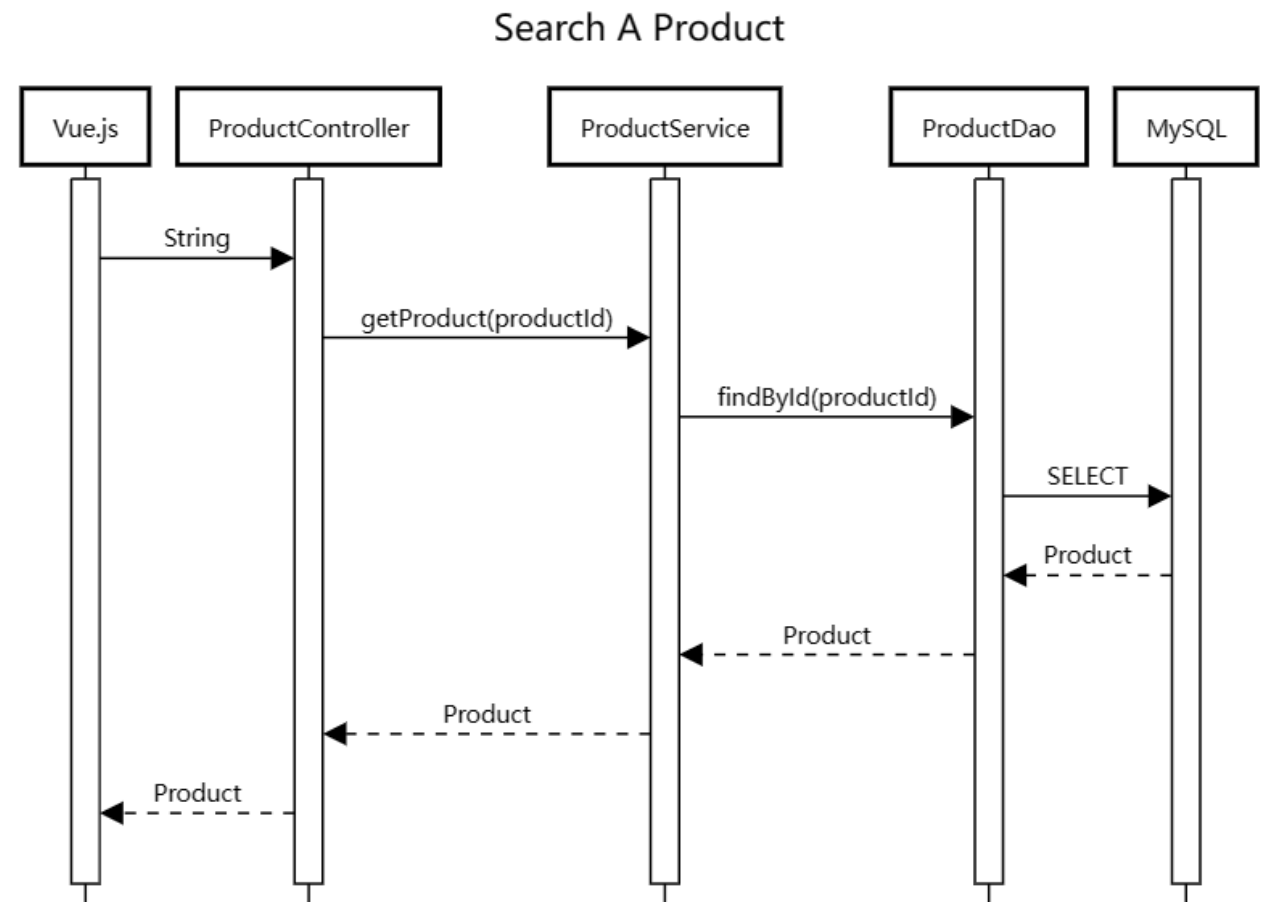 Search A Product
Vue.js
ProductController
ProductService
ProductDao
MySQL
String
getProduct(productId)
findById(productId)
SELECT
Product
Product
Product
Product